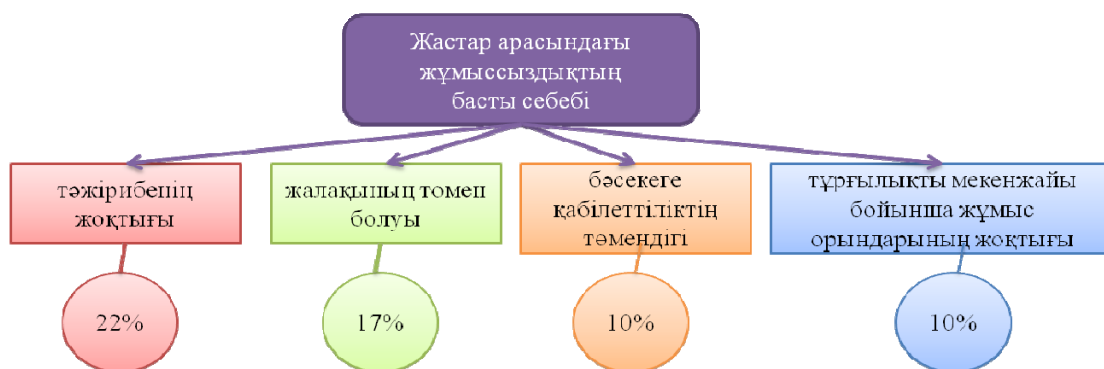 Жастар арасындағы
жұмыссыздықтың
басты себебі
тәжірибенің
жоқтығы
жалақының төмен
болуы
бәсекеге
қабілеттіліктің
төмендігі
тұрғылықты мекенжайы
бойынша жұмыс
орындарының жоқтығы
22%
17%
10%
10%